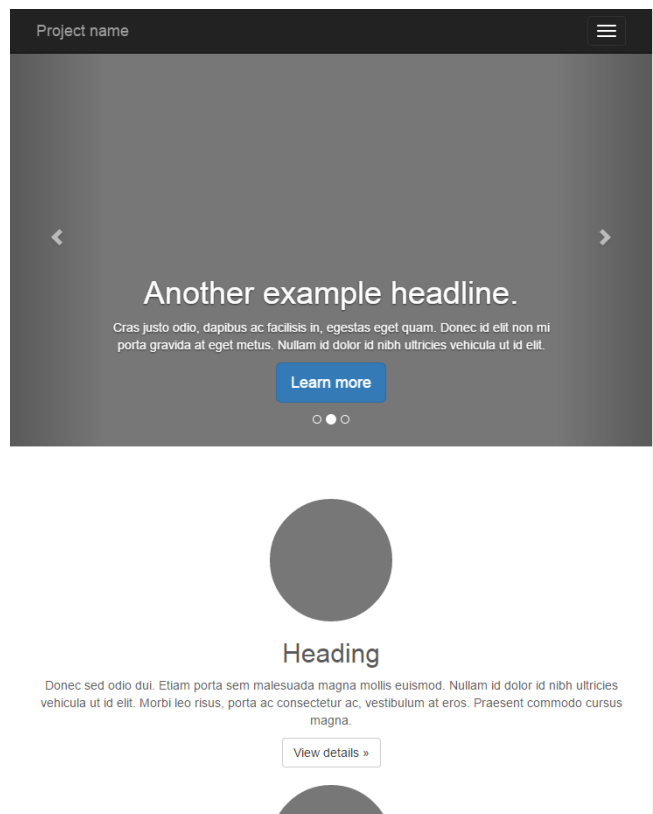 Project name
Another example headline.
Cras justo odio, dapibus ac facilisis in, egestas eget quam. Donec id elit non mi
porta gravida at eget metus. Nullam id dolor id nibh ultricies vehicula ut id elit.
Learn more
Heading
Donec sed odio dui. Etiam porta sem malesuada magna mollis euismod. Nullam id dolor id nibh ultricies
vehicula ut id elit. Morbi leo risus, porta ac consectetur ac, vestibulum at eros. Praesent commodo cursus
magna.
View details »